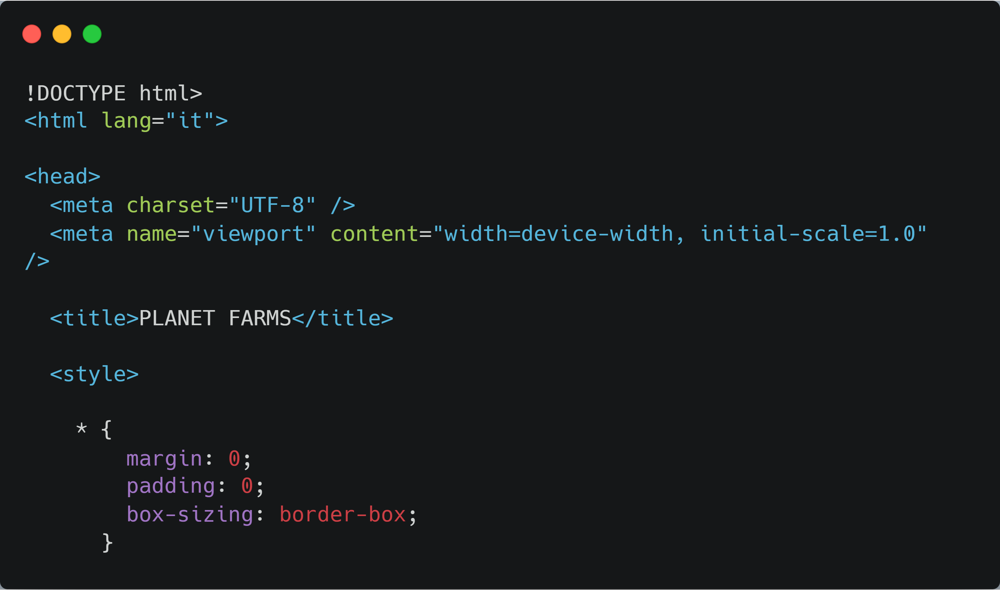 !DOCTYPE html>
<html lang="it">
<head>
<meta charset="UTF-8" />
<meta name="viewport" content="width=device-width, initial-scale=1.0"
/>
<title>PLANET FARMS</title>
<style>
* {
margin: 0;
padding: 0;
box-sizing: border-box;
}